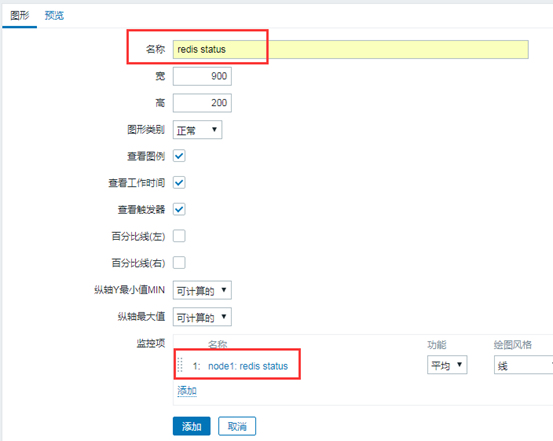 图形 预览
名称 redis status
宽 900
高 200
图形类别 正常
查看图例
查看工作时间
查看触发器
百分比线(左)
百分比线(右)
纵轴Y最小值MIN 可计算的
纵轴最大值 可计算的
监控项 名称 功能 绘图风格
1: node1: redis status 平均 线
添加
添加 取消